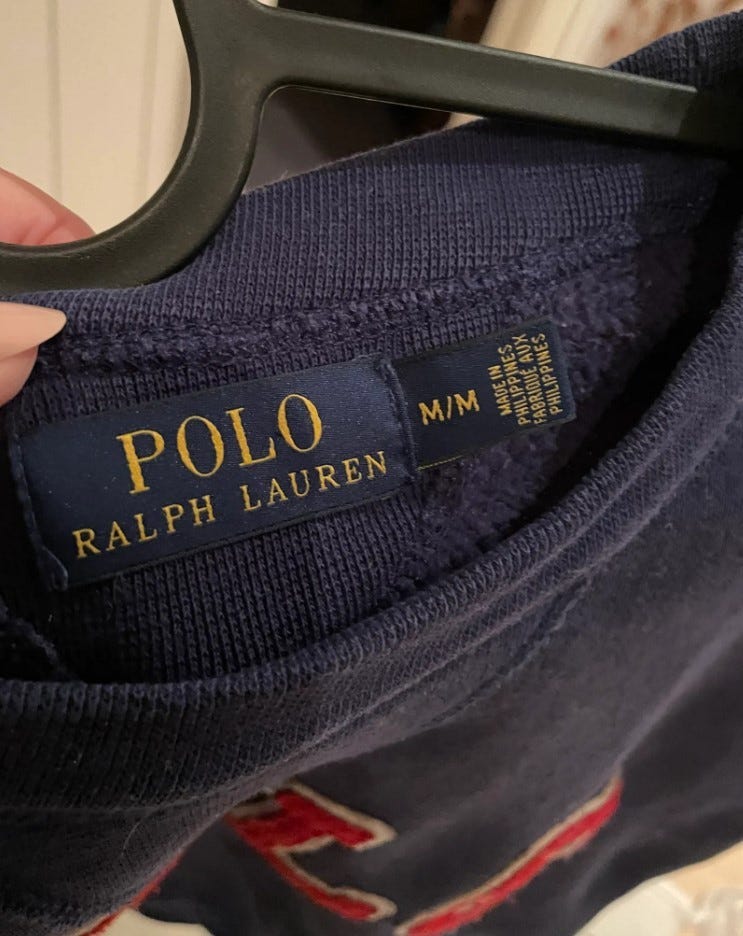 POLO
RALPH LAUREN
M/M
MADE IN
PHILIPPINES
FABRIQUÉ AUX
PHILIPPINES